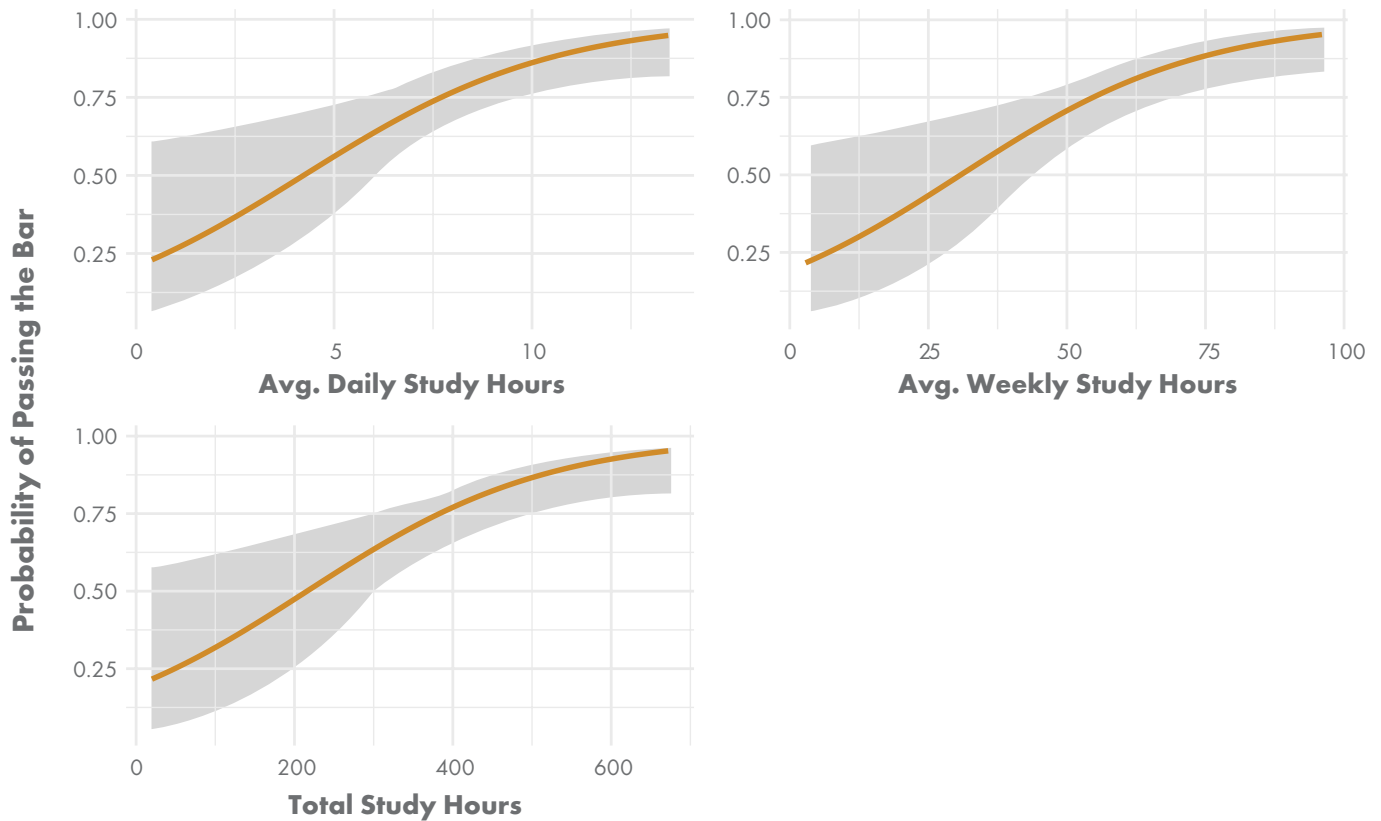 Probability of Passing the Bar
1.00
0.75
0.50
0.25
0 5 10
Avg. Daily Study Hours
1.00
0.75
0.50
0.25
0 25 50 75 100
Avg. Weekly Study Hours
1.00
0.75
0.50
0.25
0 200 400 600
Total Study Hours